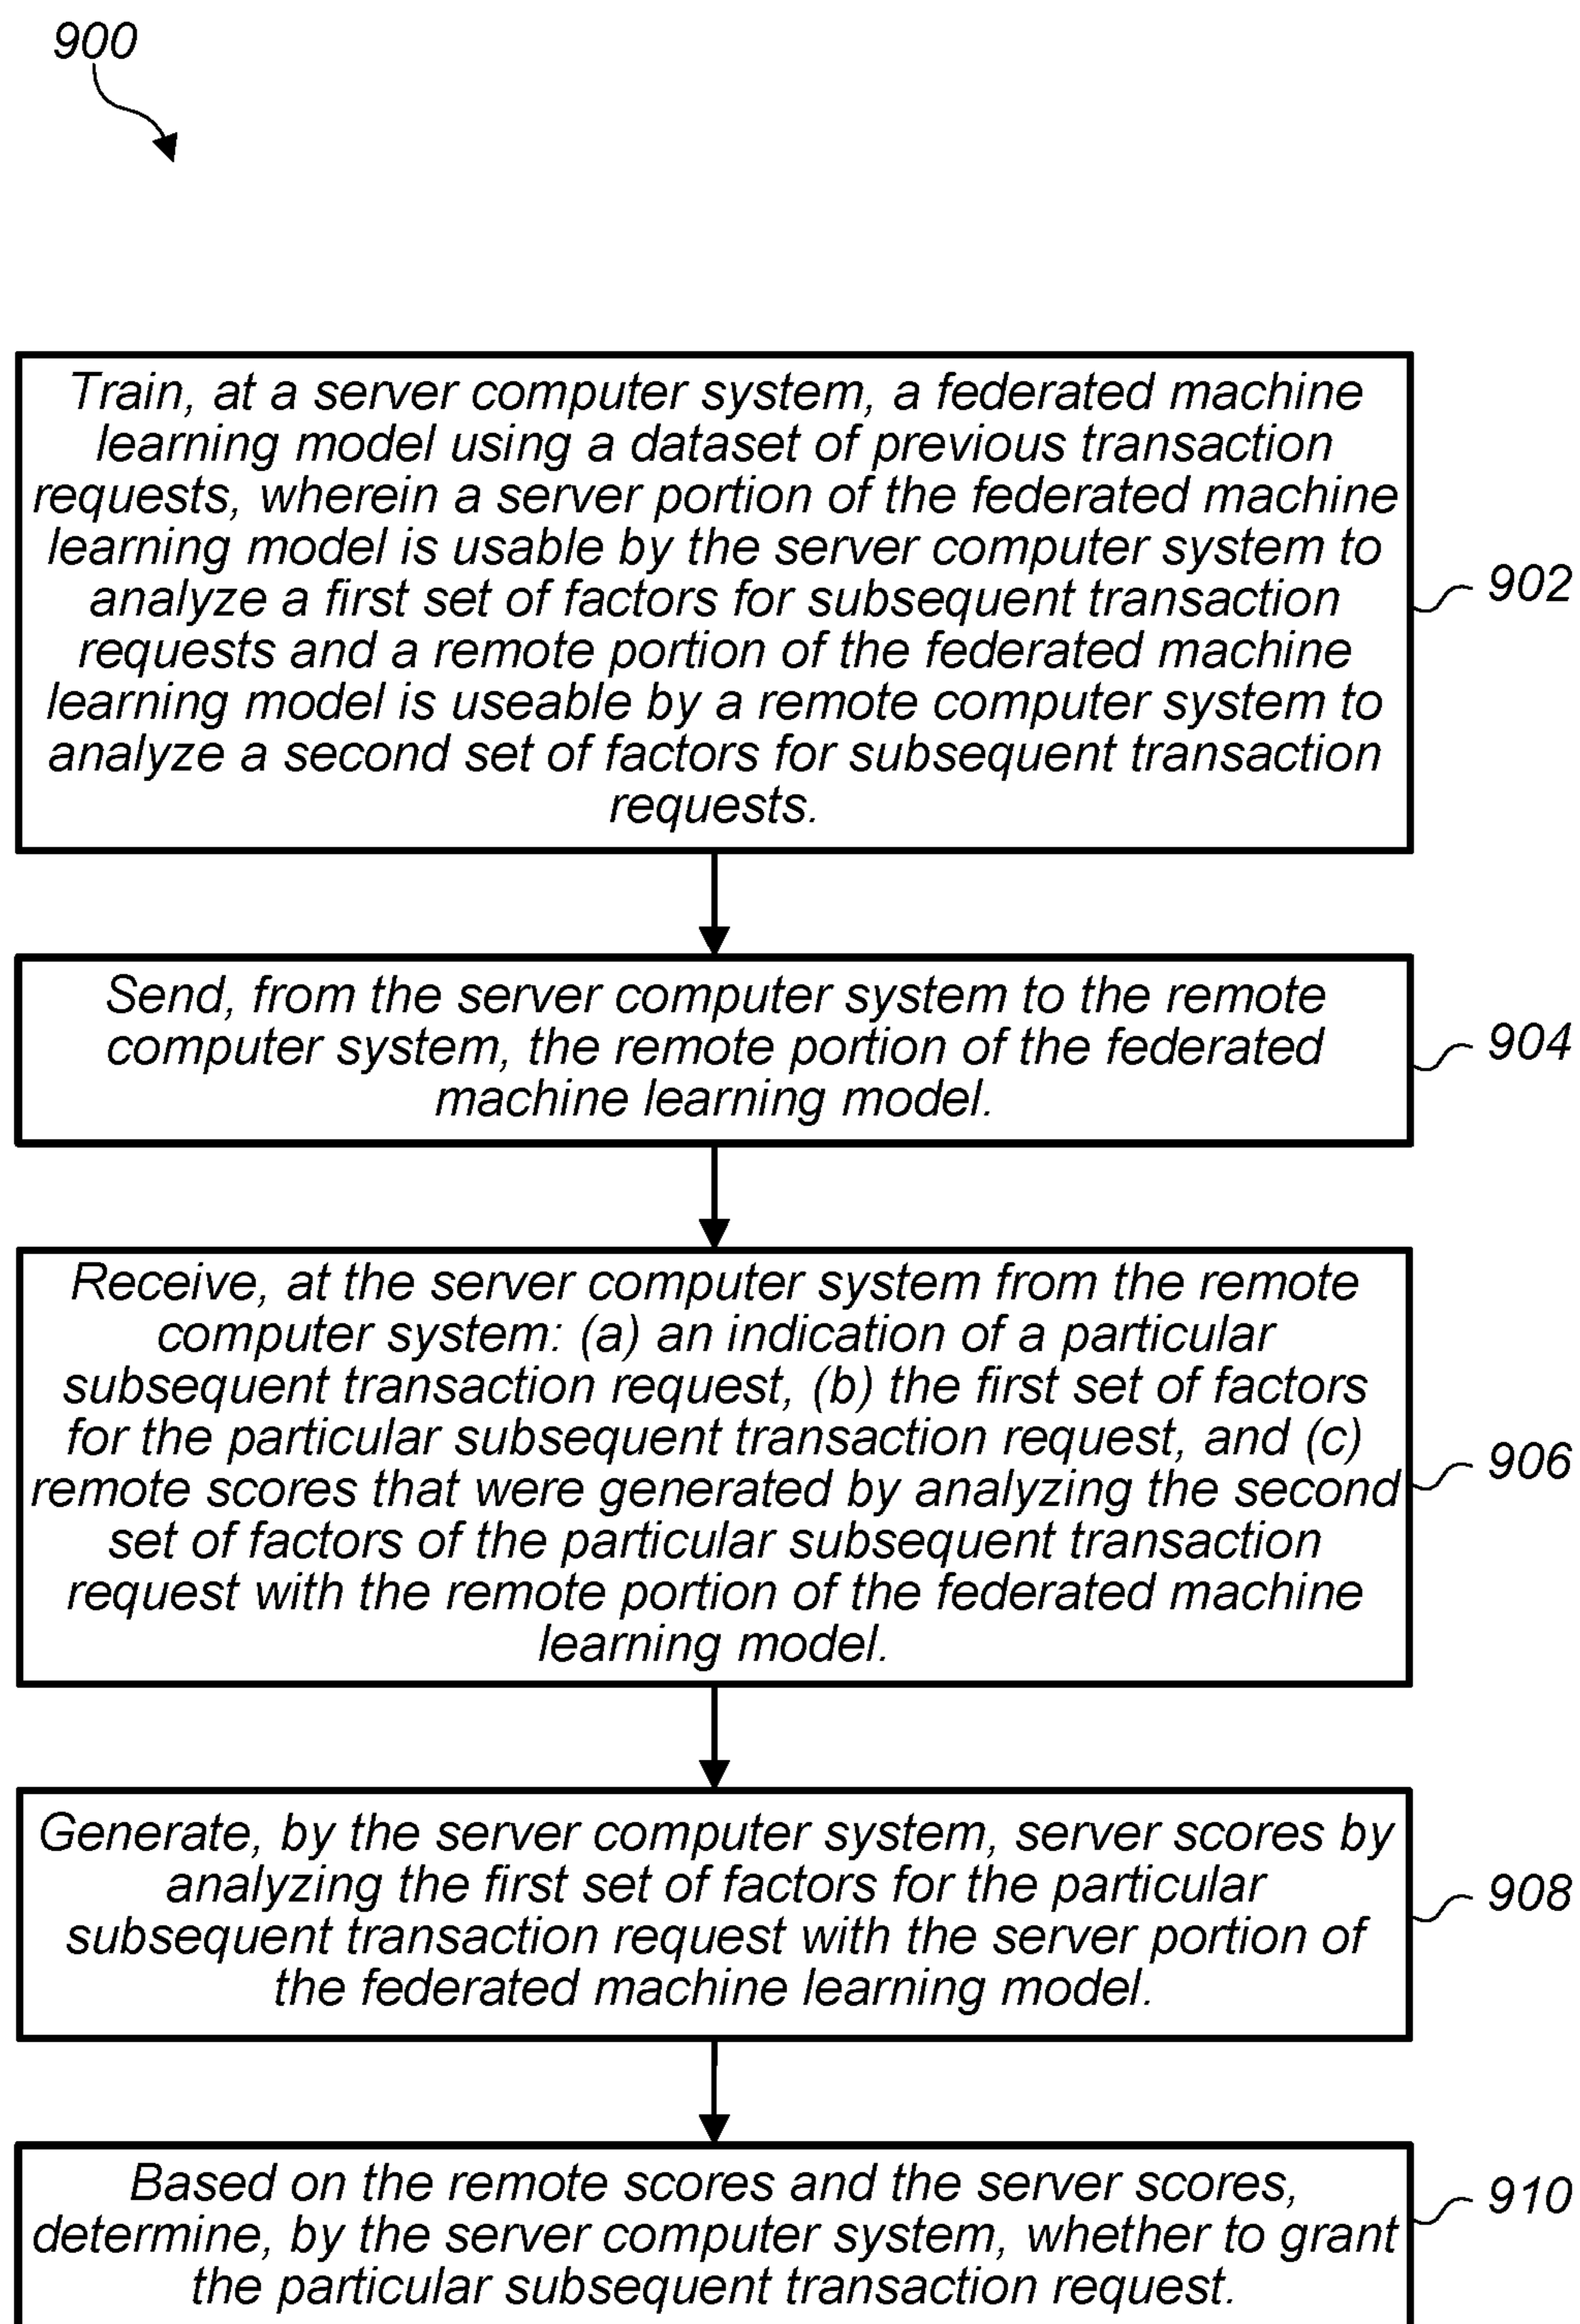 900
Train, at a server computer system, a federated machine
learning model using a dataset of previous transaction
requests, wherein a server portion of the federated machine
learning model is usable by the server computer system to
analyze a first set of factors for subsequent transaction
requests and a remote portion of the federated machine
learning model is useable by a remote computer system to
analyze a second set of factors for subsequent transaction
requests.
902
Send, from the server computer system to the remote
computer system, the remote portion of the federated
machine learning model.
904
Receive, at the server computer system from the remote
computer system: (a) an indication of a particular
subsequent transaction request, (b) the first set of factors
for the particular subsequent transaction request, and (c)
remote scores that were generated by analyzing the second
set of factors of the particular subsequent transaction
request with the remote portion of the federated machine
learning model.
906
Generate, by the server computer system, server scores by
analyzing the first set of factors for the particular
subsequent transaction request with the server portion of
the federated machine learning model.
908
Based on the remote scores and the server scores,
determine, by the server computer system, whether to grant
the particular subsequent transaction request.
910